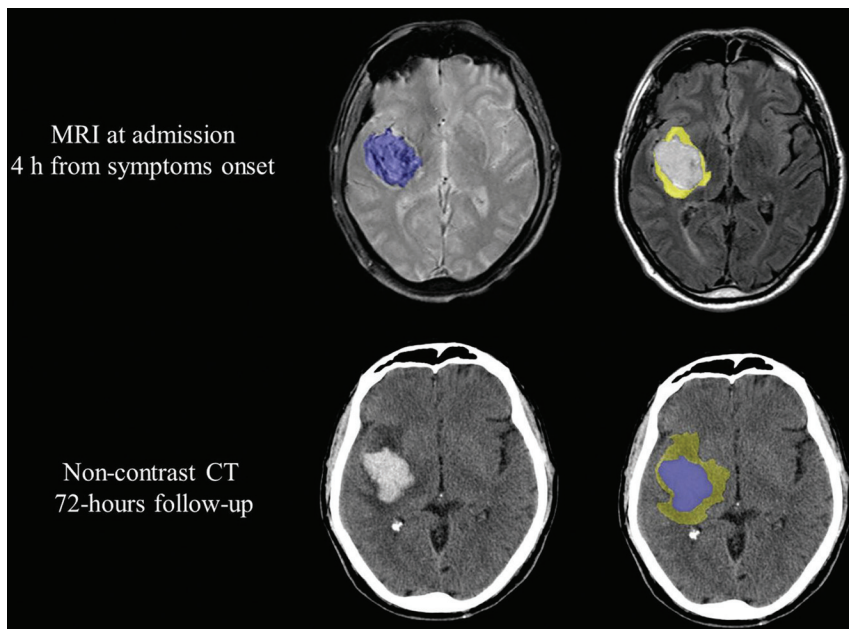 MRI at admission
4 h from symptoms onset
Non-contrast CT
72-hours follow-up